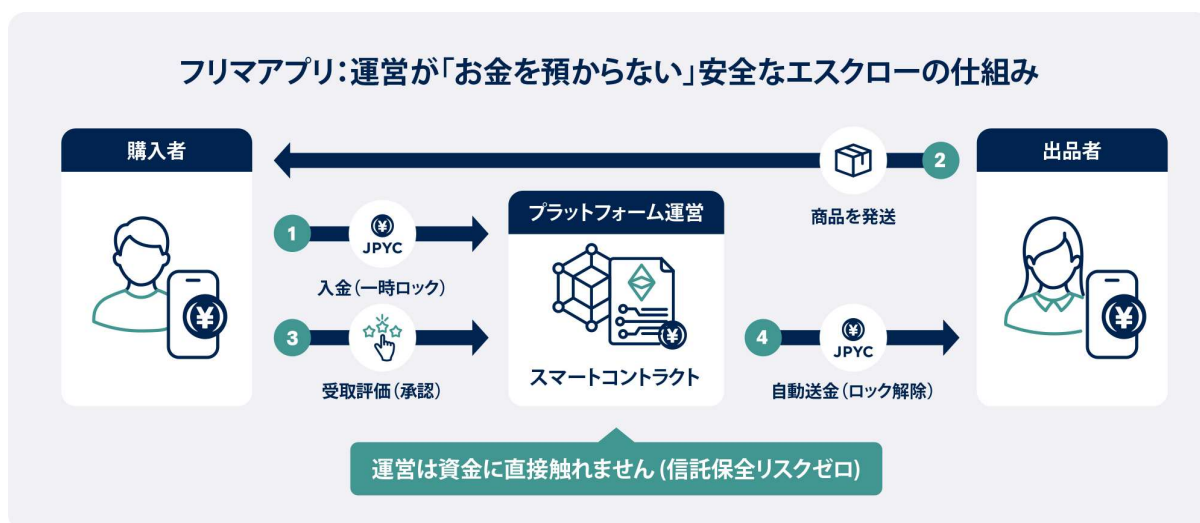 フリマアプリ：運営が「お金を預からない」安全なエスクローの仕組み
購入者
出品者
2
商品を発送
プラットフォーム運営
1
JPYC
入金（一時ロック）
3
受取評価（承認）
スマートコントラクト
4
JPYC
自動送金（ロック解除）
¥
¥
¥
¥
¥
運営は資金に直接触れません (信託保全リスクゼロ)